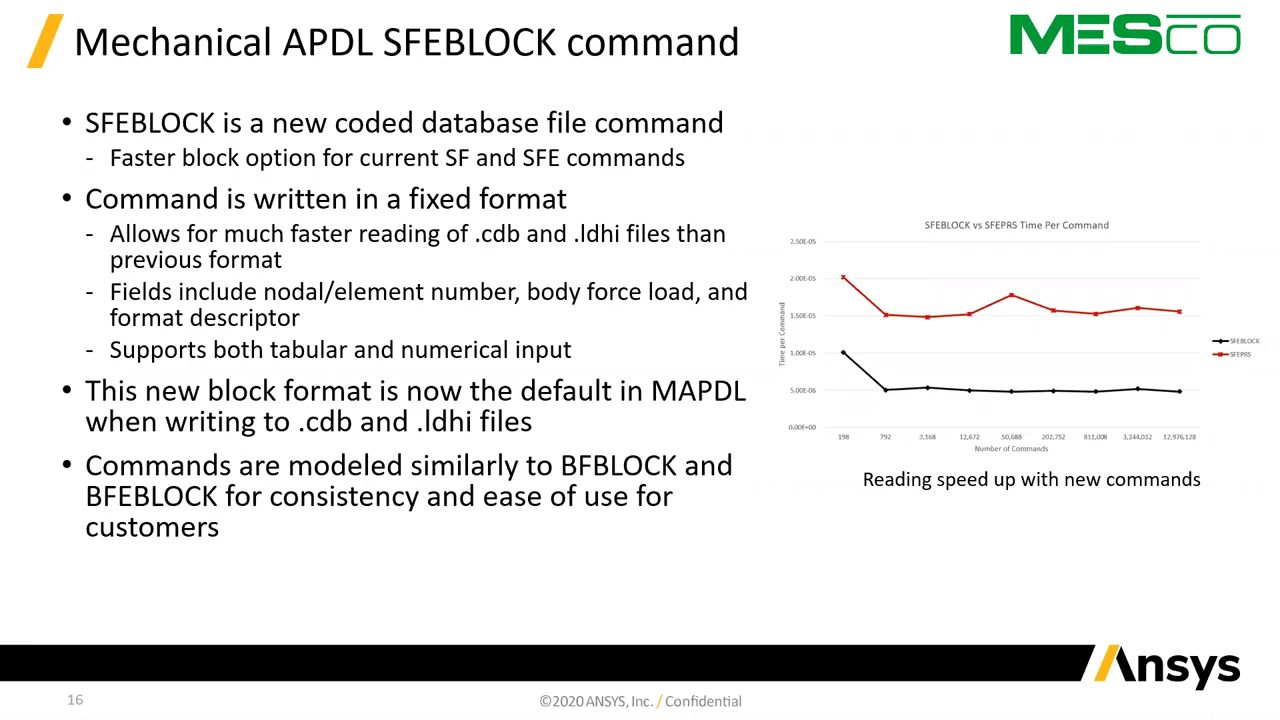 Mechanical APDL SFEBLOCK command
MESCO
• SFEBLOCK is a new coded database file command
- Faster block option for current SF and SFE commands
• Command is written in a fixed format
- Allows for much faster reading of .cdb and .ldhi files than
previous format
- Fields include nodal/element number, body force load, and
format descriptor
- Supports both tabular and numerical input
• This new block format is now the default in MAPDL
when writing to .cdb and .ldhi files
• Commands are modeled similarly to BFBLOCK and
BFEBLOCK for consistency and ease of use for
customers
SFEBLOCK vs SFEPRS Time Per Command
2.50E-05
2.00E-05
1.50E-05
1.00E-05
5.00E-06
0.00E+00
Time per Command
198 792 3,168 12,672 50,688 202,752 811,008 3,244,032 12,976,128
Number of Commands
SFEBLOCK
SFEPRS
Reading speed up with new commands
Ansys
16
©2020 ANSYS, Inc. / Confidential